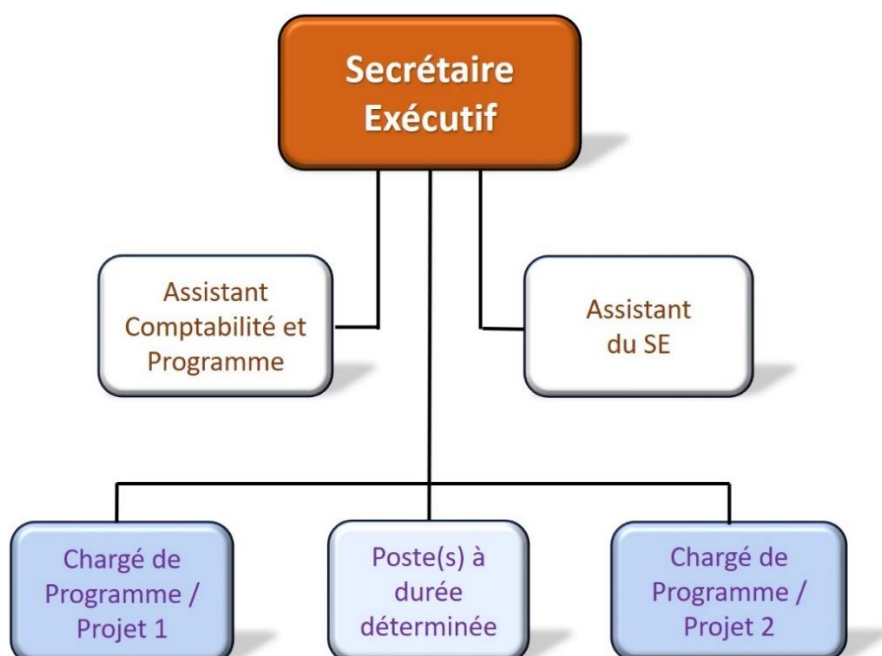 Secrétaire
Exécutif
Assistant
Comptabilité et
Programme
Assistant
du SE
Chargé de
Programme /
Projet 1
Poste(s) à
durée
déterminée
Chargé de
Programme /
Projet 2